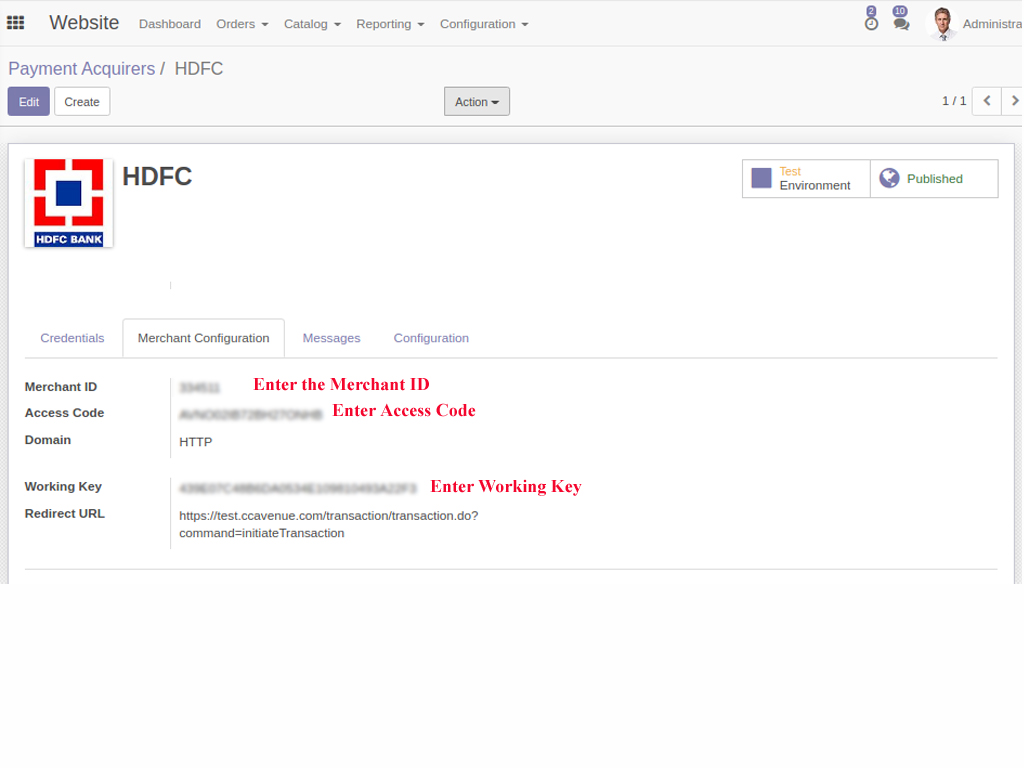 Website Dashboard Orders Catalog Reporting Configuration 2 10 Administra
Payment Acquirers / HDFC
Edit Create Action 1 / 1
HDFC BANK
HDFC
Test
Environment
Published
Credentials Merchant Configuration Messages Configuration
Merchant ID Enter the Merchant ID
Access Code Enter Access Code
Domain HTTP
Working Key Enter Working Key
Redirect URL https://test.ccavenue.com/transaction/transaction.do?
command=initiateTransaction